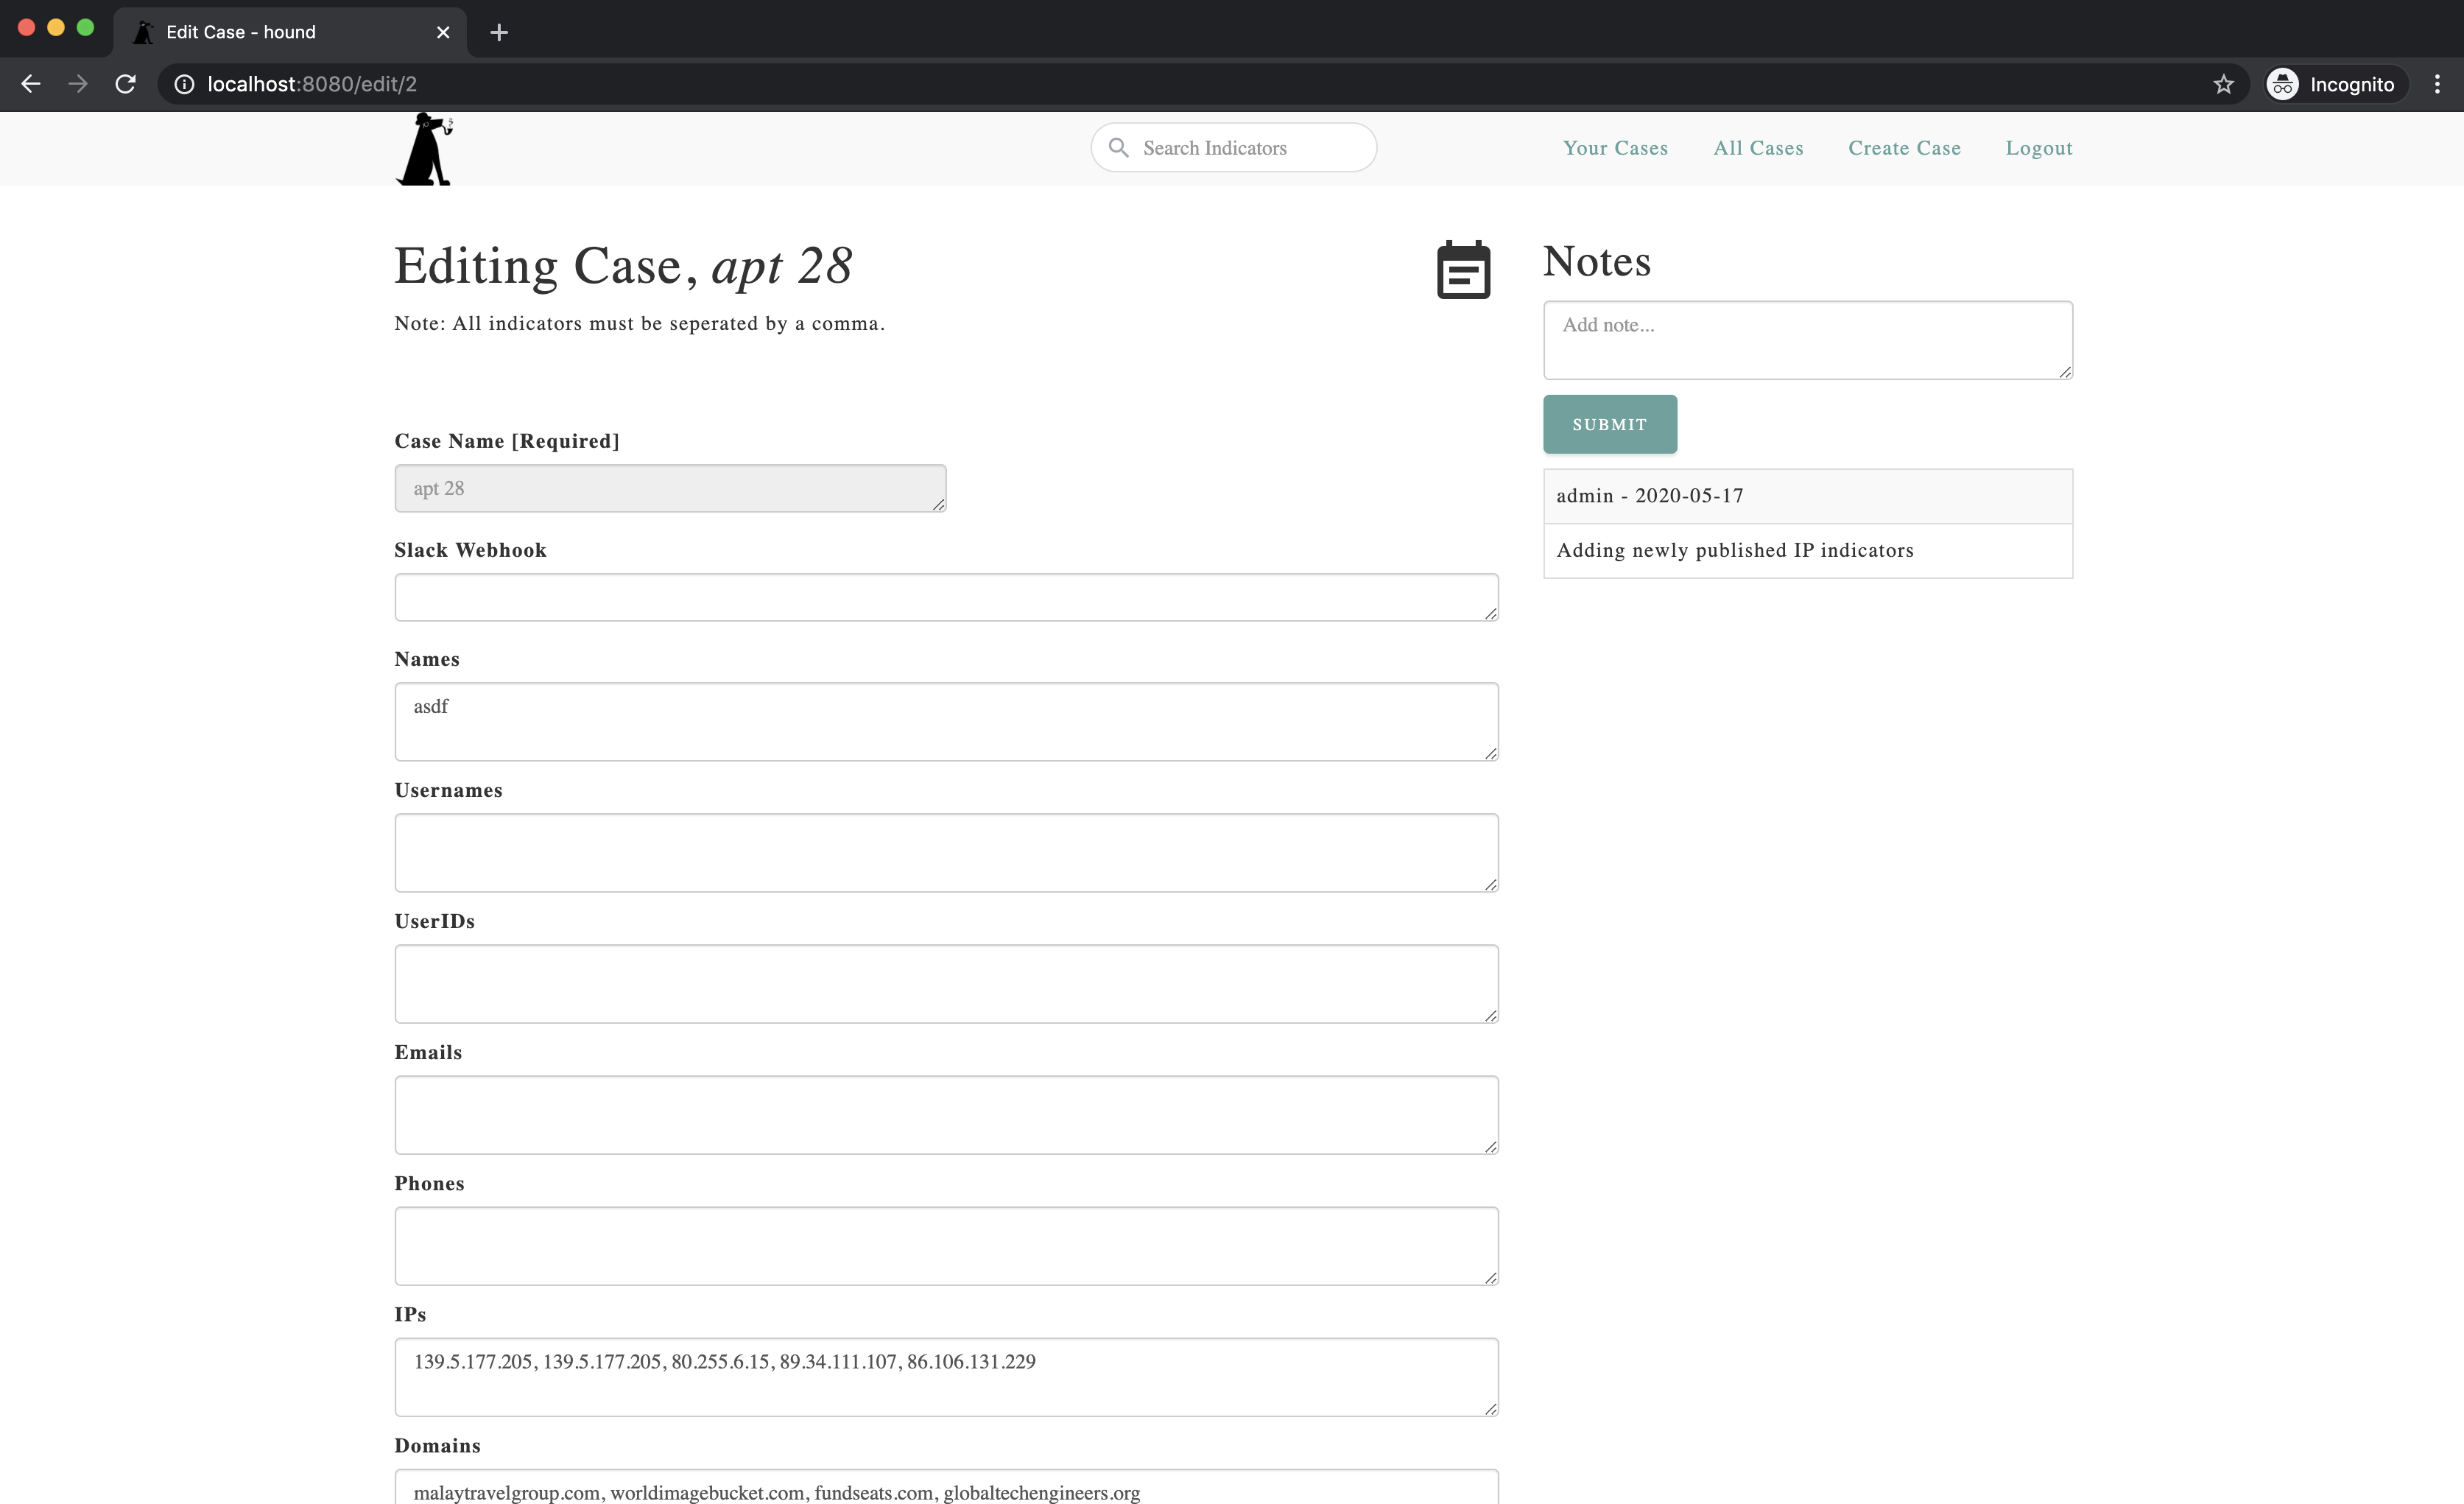 Edit Case - hound
localhost:8080/edit/2
Incognito
Search Indicators
Your Cases
All Cases
Create Case
Logout
Editing Case, apt 28
Note: All indicators must be seperated by a comma.
Case Name [Required]
apt 28
Slack Webhook
Names
asdf
Usernames
UserIDs
Emails
Phones
IPs
139.5.177.205, 139.5.177.205, 80.255.6.15, 89.34.111.107, 86.106.131.229
Domains
malaytravelgroup.com, worldimagebucket.com, fundseats.com, globaltechengineers.org
Notes
Add note...
SUBMIT
admin - 2020-05-17
Adding newly published IP indicators